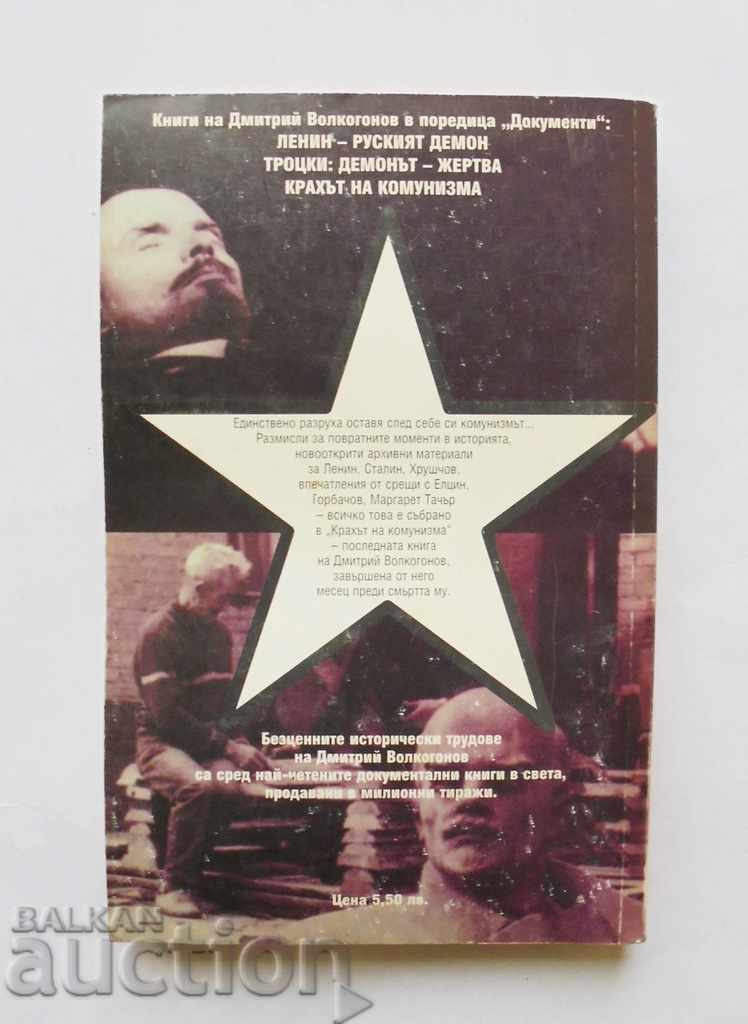 Книги на Дмитрий Волкогонов в поредица „Документи“:
ЛЕНИН – РУСКИЯТ ДЕМОН
ТРОЦКИ: ДЕМОНЪТ – ЖЕРТВА
КРАХЪТ НА КОМУНИЗМА
Единствено разруха оставя след себе си комунизмът...
Размисли за повратните моменти в историята,
новооткрити архивни материали
за Ленин, Сталин, Хрушчов,
впечатления от срещи с Елцин,
Горбачов, Маргарет Тачър
– всичко това е събрано
в „Крахът на комунизма“
– последната книга
на Дмитрий Волкогонов,
завършена от него
месец преди смъртта му.
Безценните исторически трудове
на Дмитрий Волкогонов
са сред най-четените документални книги в света,
продавани в милионни тиражи.
Цена 5,50 лв.
BALKAN
auction